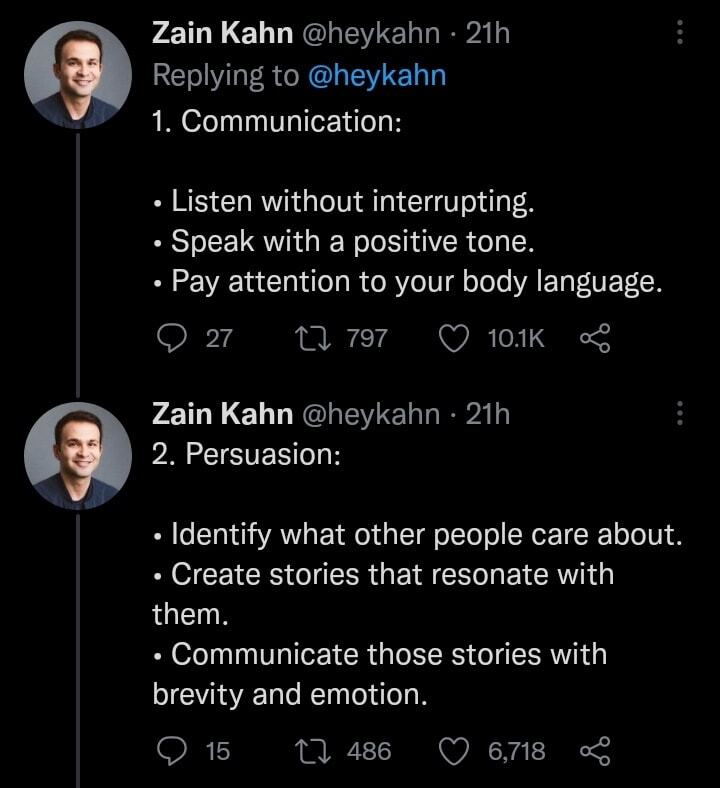 Zain Kahn @heykahn · 21h
Replying to @heykahn
1. Communication:
• Listen without interrupting.
• Speak with a positive tone.
• Pay attention to your body language.
27 797 10.1K
Zain Kahn @heykahn · 21h
2. Persuasion:
• Identify what other people care about.
• Create stories that resonate with
them.
• Communicate those stories with
brevity and emotion.
15 486 6,718